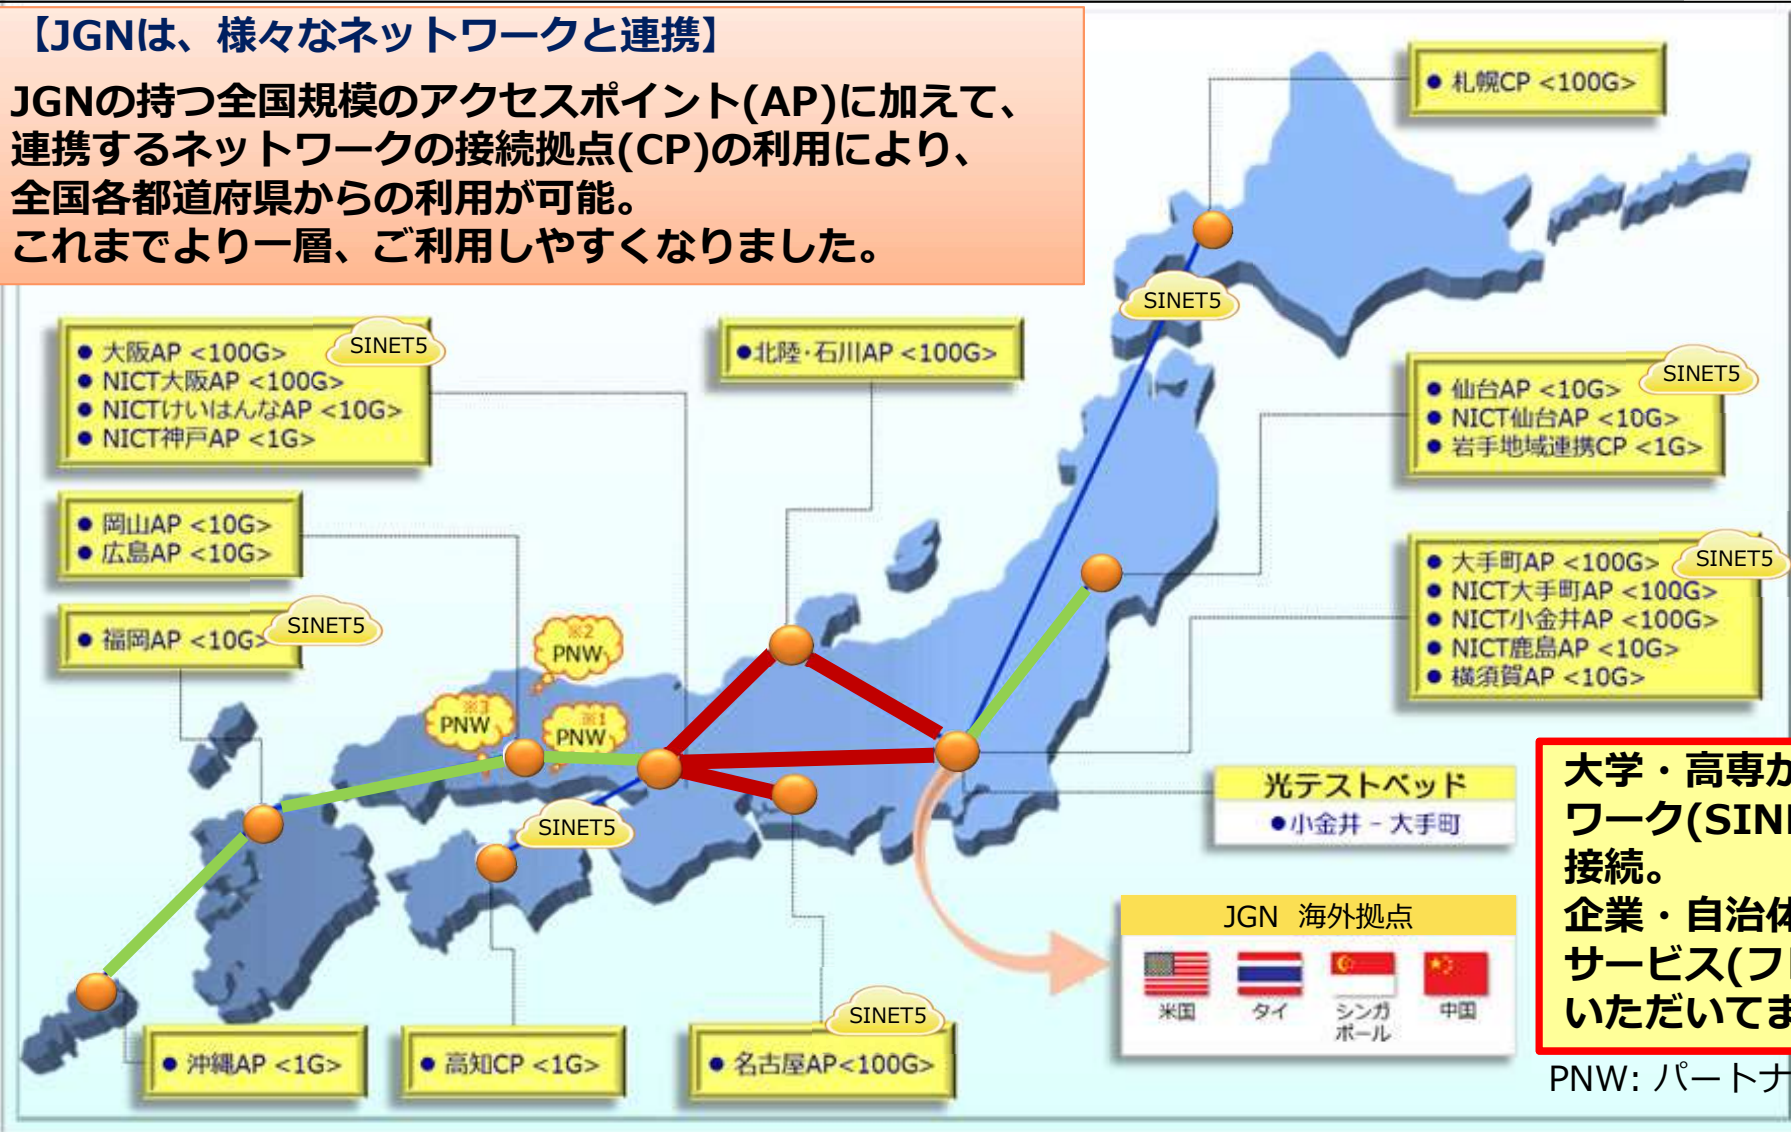 【JGNは、様々なネットワークと連携】
JGNの持つ全国規模のアクセスポイント(AP)に加えて、
連携するネットワークの接続拠点(CP)の利用により、
全国各都道府県からの利用が可能。
これまでより一層、ご利用しやすくなりました。
● 札幌CP <100G>
SINET5
● 大阪AP <100G>
● NICT大阪AP <100G>
● NICTけいはんなAP <10G>
● NICT神戸AP <1G>
SINET5
●北陸・石川AP <100G>
● 仙台AP <10G>
● NICT仙台AP <10G>
● 岩手地域連携CP <1G>
SINET5
● 岡山AP <10G>
● 広島AP <10G>
● 大手町AP <100G>
● NICT大手町AP <100G>
● NICT小金井AP <100G>
● NICT鹿島AP <10G>
● 横須賀AP <10G>
SINET5
● 福岡AP <10G>
SINET5
※2
PNW
※3
PNW
※1
PNW
SINET5
光テストベッド
●小金井 – 大手町
JGN 海外拠点
米国
タイ
シンガ
ポール
中国
大学・高専か
ワーク(SIN
接続。
企業・自治体
サービス(フ
いただいてま
● 沖縄AP <1G>
● 高知CP <1G>
● 名古屋AP<100G>
SINET5
PNW: パートナ